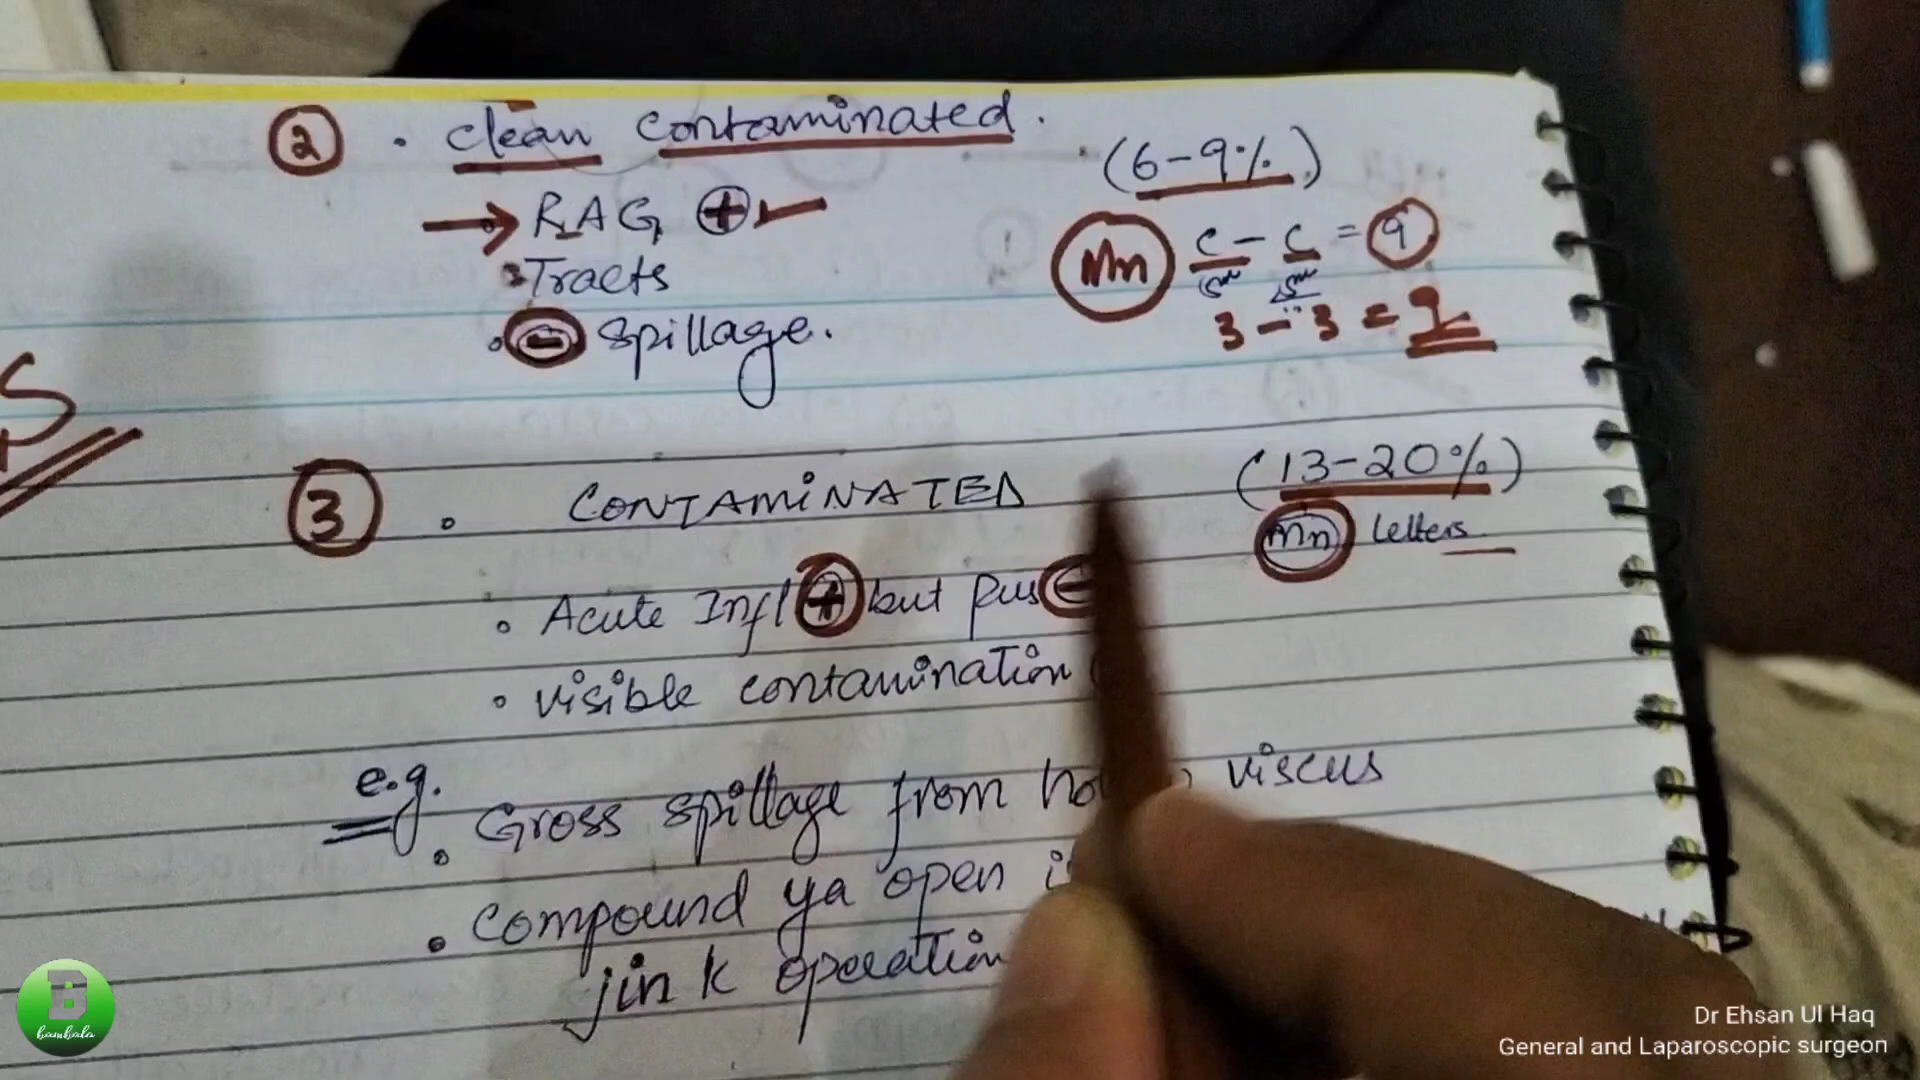 ② . clean contaminated.
(6-9%)
→ RAG ⊕ ✓
Mn C - C = 9
• Tracts
3 - 3 = 9
• ⊖ spillage.
S
③ . CONTAMINATED
(13-20%)
Mn letters
• Acute Infl ⊕ but pus ⊖
• visible contamination
e.g. • Gross spillage from viscus
• compound ya open
jin k operation
B
bambala
Dr Ehsan Ul Haq
General and Laparoscopic surgeon